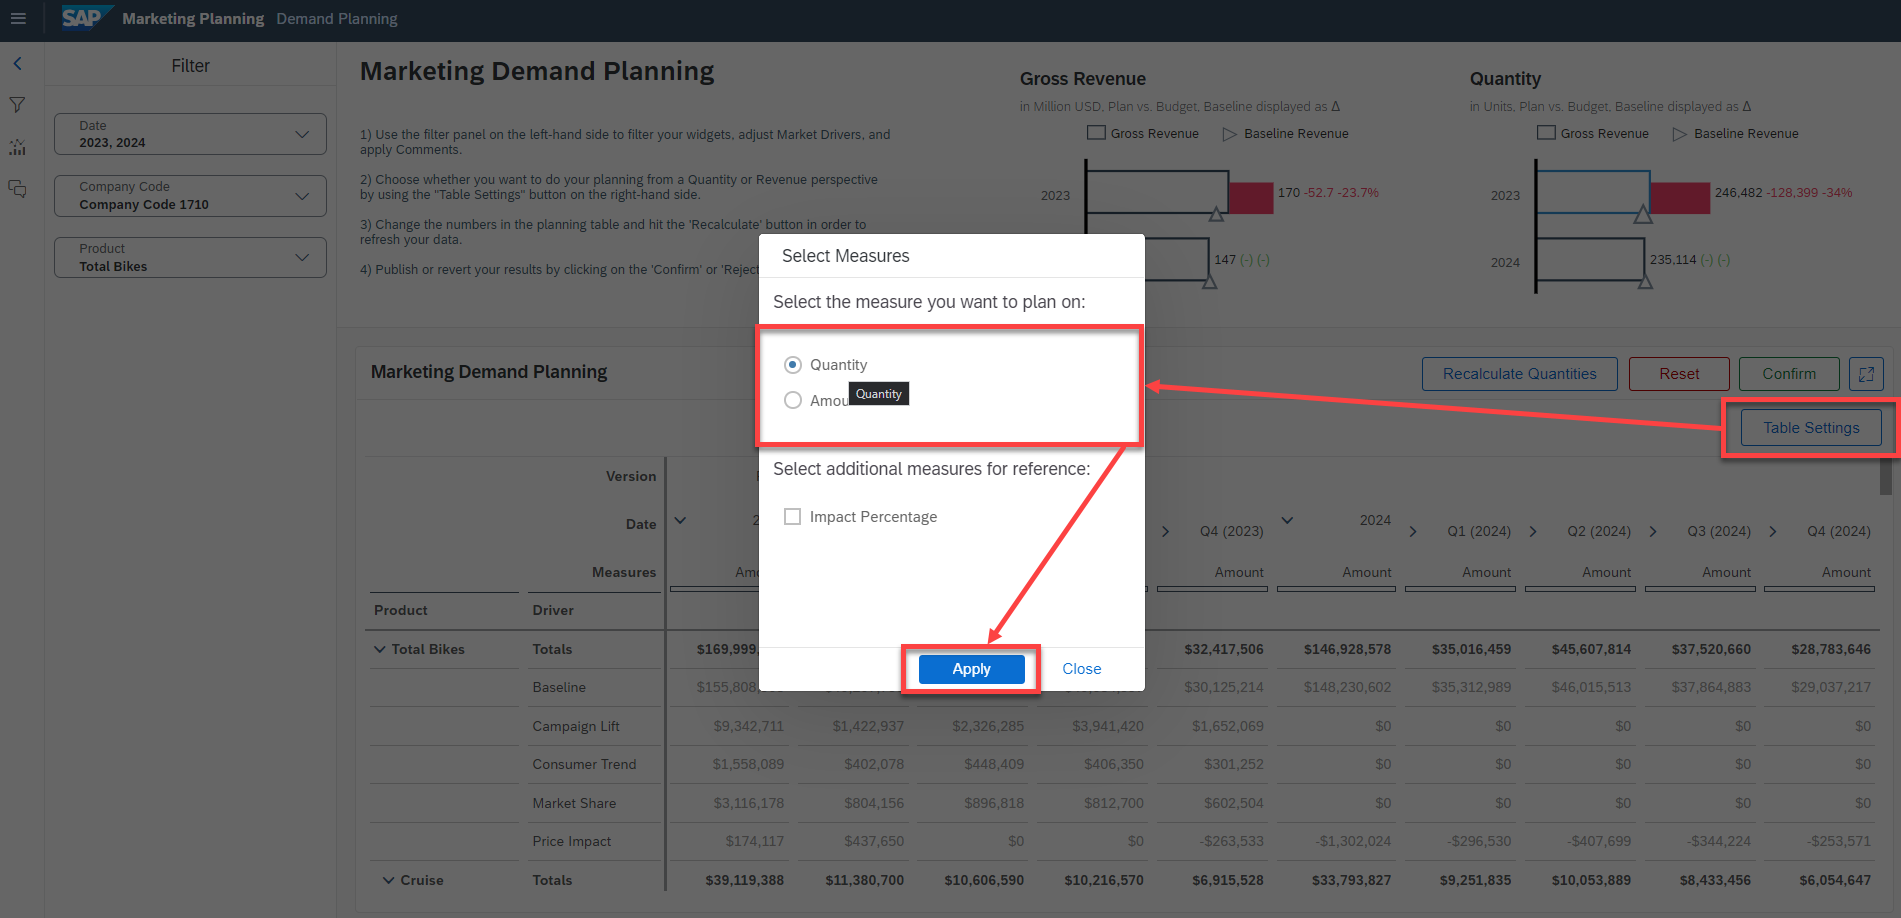 SAP Marketing Planning Demand Planning
Filter
Date
2023, 2024
Company Code
Company Code 1710
Product
Total Bikes
Marketing Demand Planning
1) Use the filter panel on the left-hand side to filter your widgets, adjust Market Drivers, and
apply Comments.
2) Choose whether you want to do your planning from a Quantity or Revenue perspective
by using the "Table Settings" button on the right-hand side.
3) Change the numbers in the planning table and hit the 'Recalculate' button in order to
refresh your data.
4) Publish or revert your results by clicking on the 'Confirm' or 'Reject
Gross Revenue
in Million USD, Plan vs. Budget, Baseline displayed as Δ
Gross Revenue Baseline Revenue
2023 170 -52.7 -23.7%
147 (-) (-)
Quantity
in Units, Plan vs. Budget, Baseline displayed as Δ
Gross Revenue Baseline Revenue
2023 246,482 -128,399 -34%
2024 235,114 (-) (-)
Select Measures
Select the measure you want to plan on:
Quantity
Amou
Quantity
Select additional measures for reference:
Impact Percentage
Apply Close
Marketing Demand Planning
Recalculate Quantities Reset Confirm
Table Settings
Version
Date Q4 (2023) 2024 Q1 (2024) Q2 (2024) Q3 (2024) Q4 (2024)
Measures Amo Amount Amount Amount Amount Amount Amount
Product Driver
Total Bikes Totals $169,999, $32,417,506 $146,928,578 $35,016,459 $45,607,814 $37,520,660 $28,783,646
Baseline $155,808, $30,125,214 $148,230,602 $35,312,989 $46,015,513 $37,864,883 $29,037,217
Campaign Lift $9,342,711 $1,422,937 $2,326,285 $3,941,420 $1,652,069 $0 $0 $0 $0 $0
Consumer Trend $1,558,089 $402,078 $448,409 $406,350 $301,252 $0 $0 $0 $0 $0
Market Share $3,116,178 $804,156 $896,818 $812,700 $602,504 $0 $0 $0 $0 $0
Price Impact $174,117 $437,650 $0 $0 -$263,533 -$1,302,024 -$296,530 -$407,699 -$344,224 -$253,571
Cruise Totals $39,119,388 $11,380,700 $10,606,590 $10,216,570 $6,915,528 $33,793,827 $9,251,835 $10,053,889 $8,433,456 $6,054,647